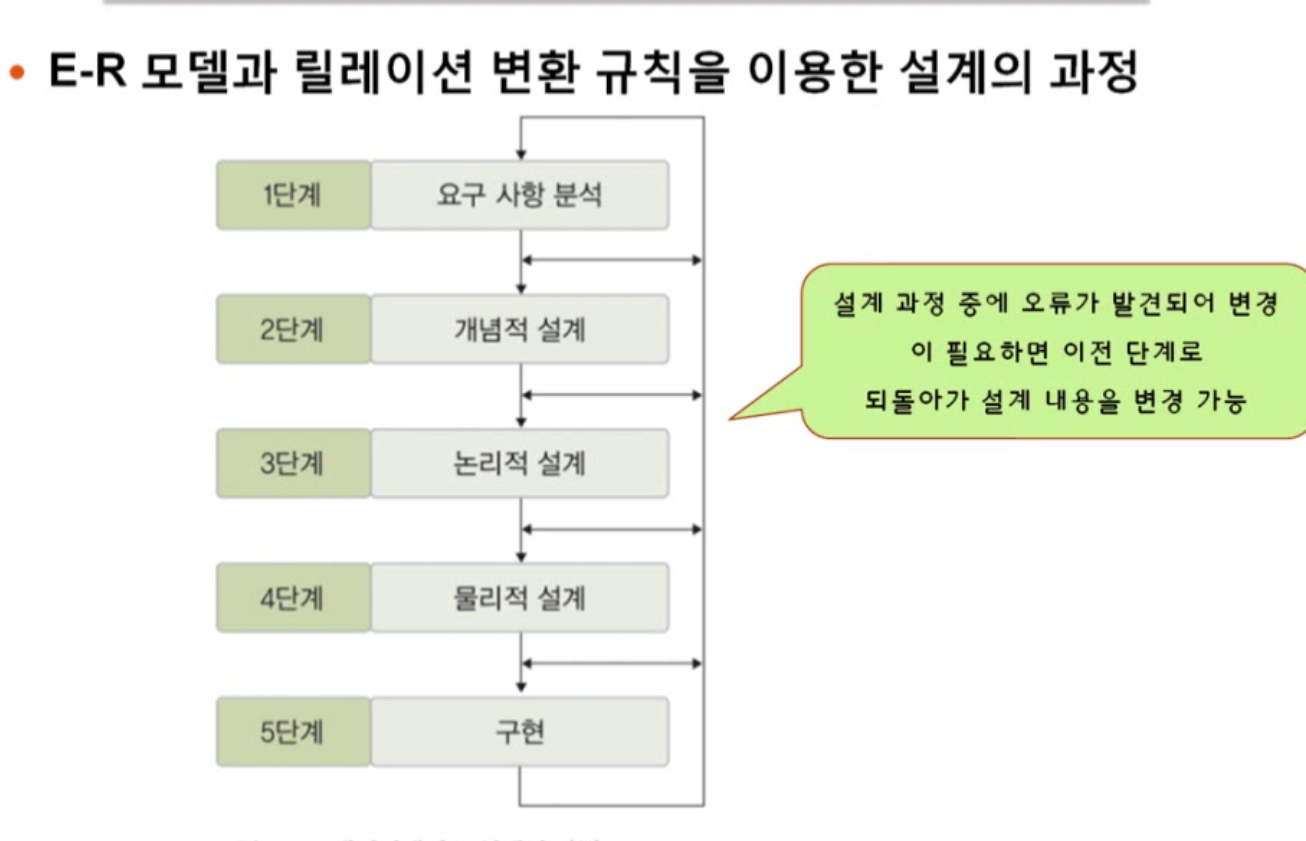 • E-R 모델과 릴레이션 변환 규칙을 이용한 설계의 과정
1단계 요구 사항 분석
2단계 개념적 설계
3단계 논리적 설계
4단계 물리적 설계
5단계 구현
설계 과정 중에 오류가 발견되어 변경
이 필요하면 이전 단계로
되돌아가 설계 내용을 변경 가능